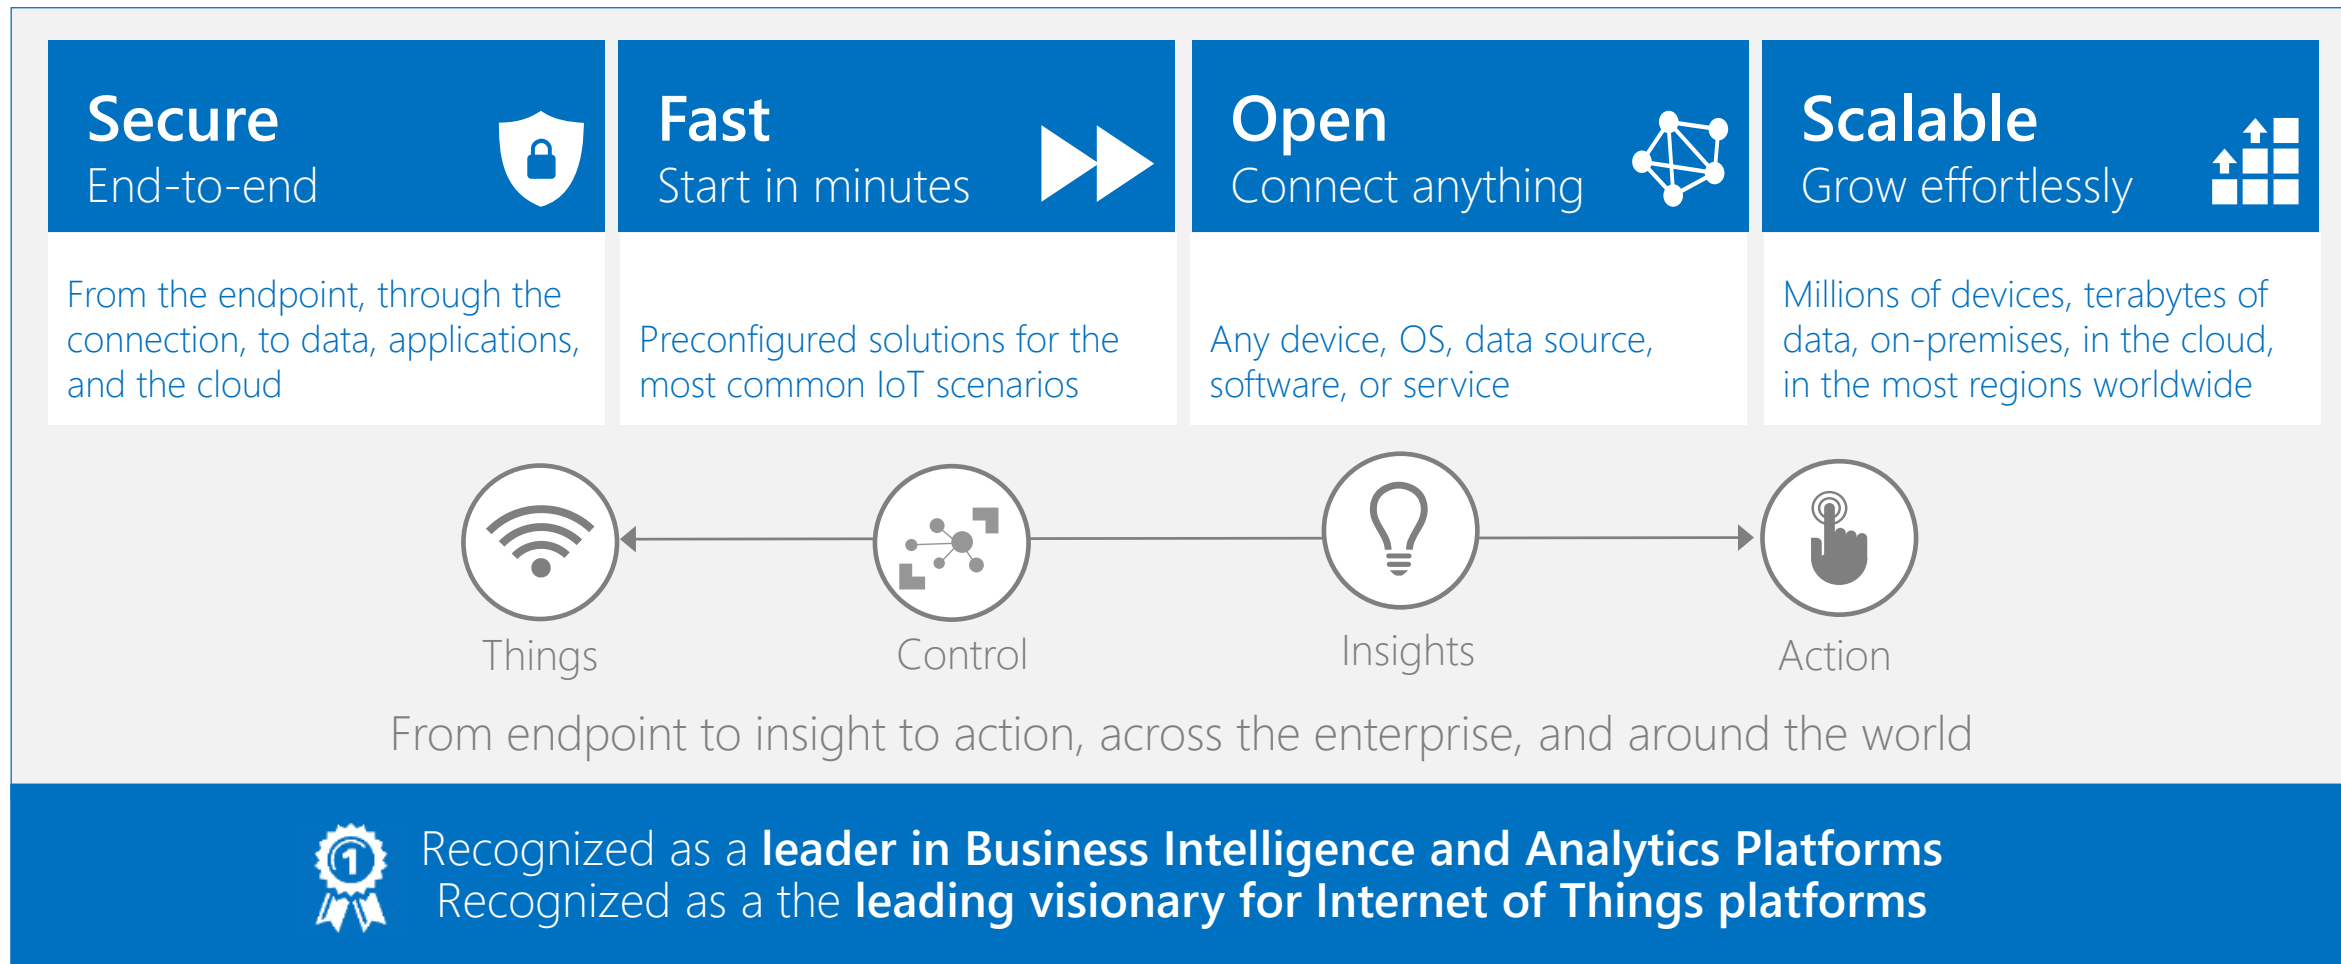 Secure
End-to-end
From the endpoint, through the
connection, to data, applications,
and the cloud
Fast
Start in minutes
Preconfigured solutions for the
most common IoT scenarios
Open
Connect anything
Any device, OS, data source,
software, or service
Scalable
Grow effortlessly
Millions of devices, terabytes of
data, on-premises, in the cloud,
in the most regions worldwide
Things
Control
Insights
Action
From endpoint to insight to action, across the enterprise, and around the world
1
Recognized as a leader in Business Intelligence and Analytics Platforms
Recognized as a the leading visionary for Internet of Things platforms